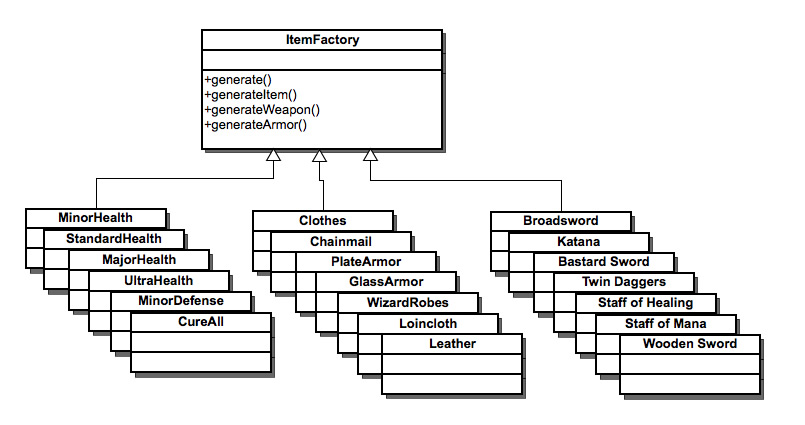 ItemFactory
+generate()
+generateItem()
+generateWeapon()
+generateArmor()
MinorHealth
StandardHealth
MajorHealth
UltraHealth
MinorDefense
CureAll
Clothes
Chainmail
PlateArmor
GlassArmor
WizardRobes
Loincloth
Leather
Broadsword
Katana
Bastard Sword
Twin Daggers
Staff of Healing
Staff of Mana
Wooden Sword